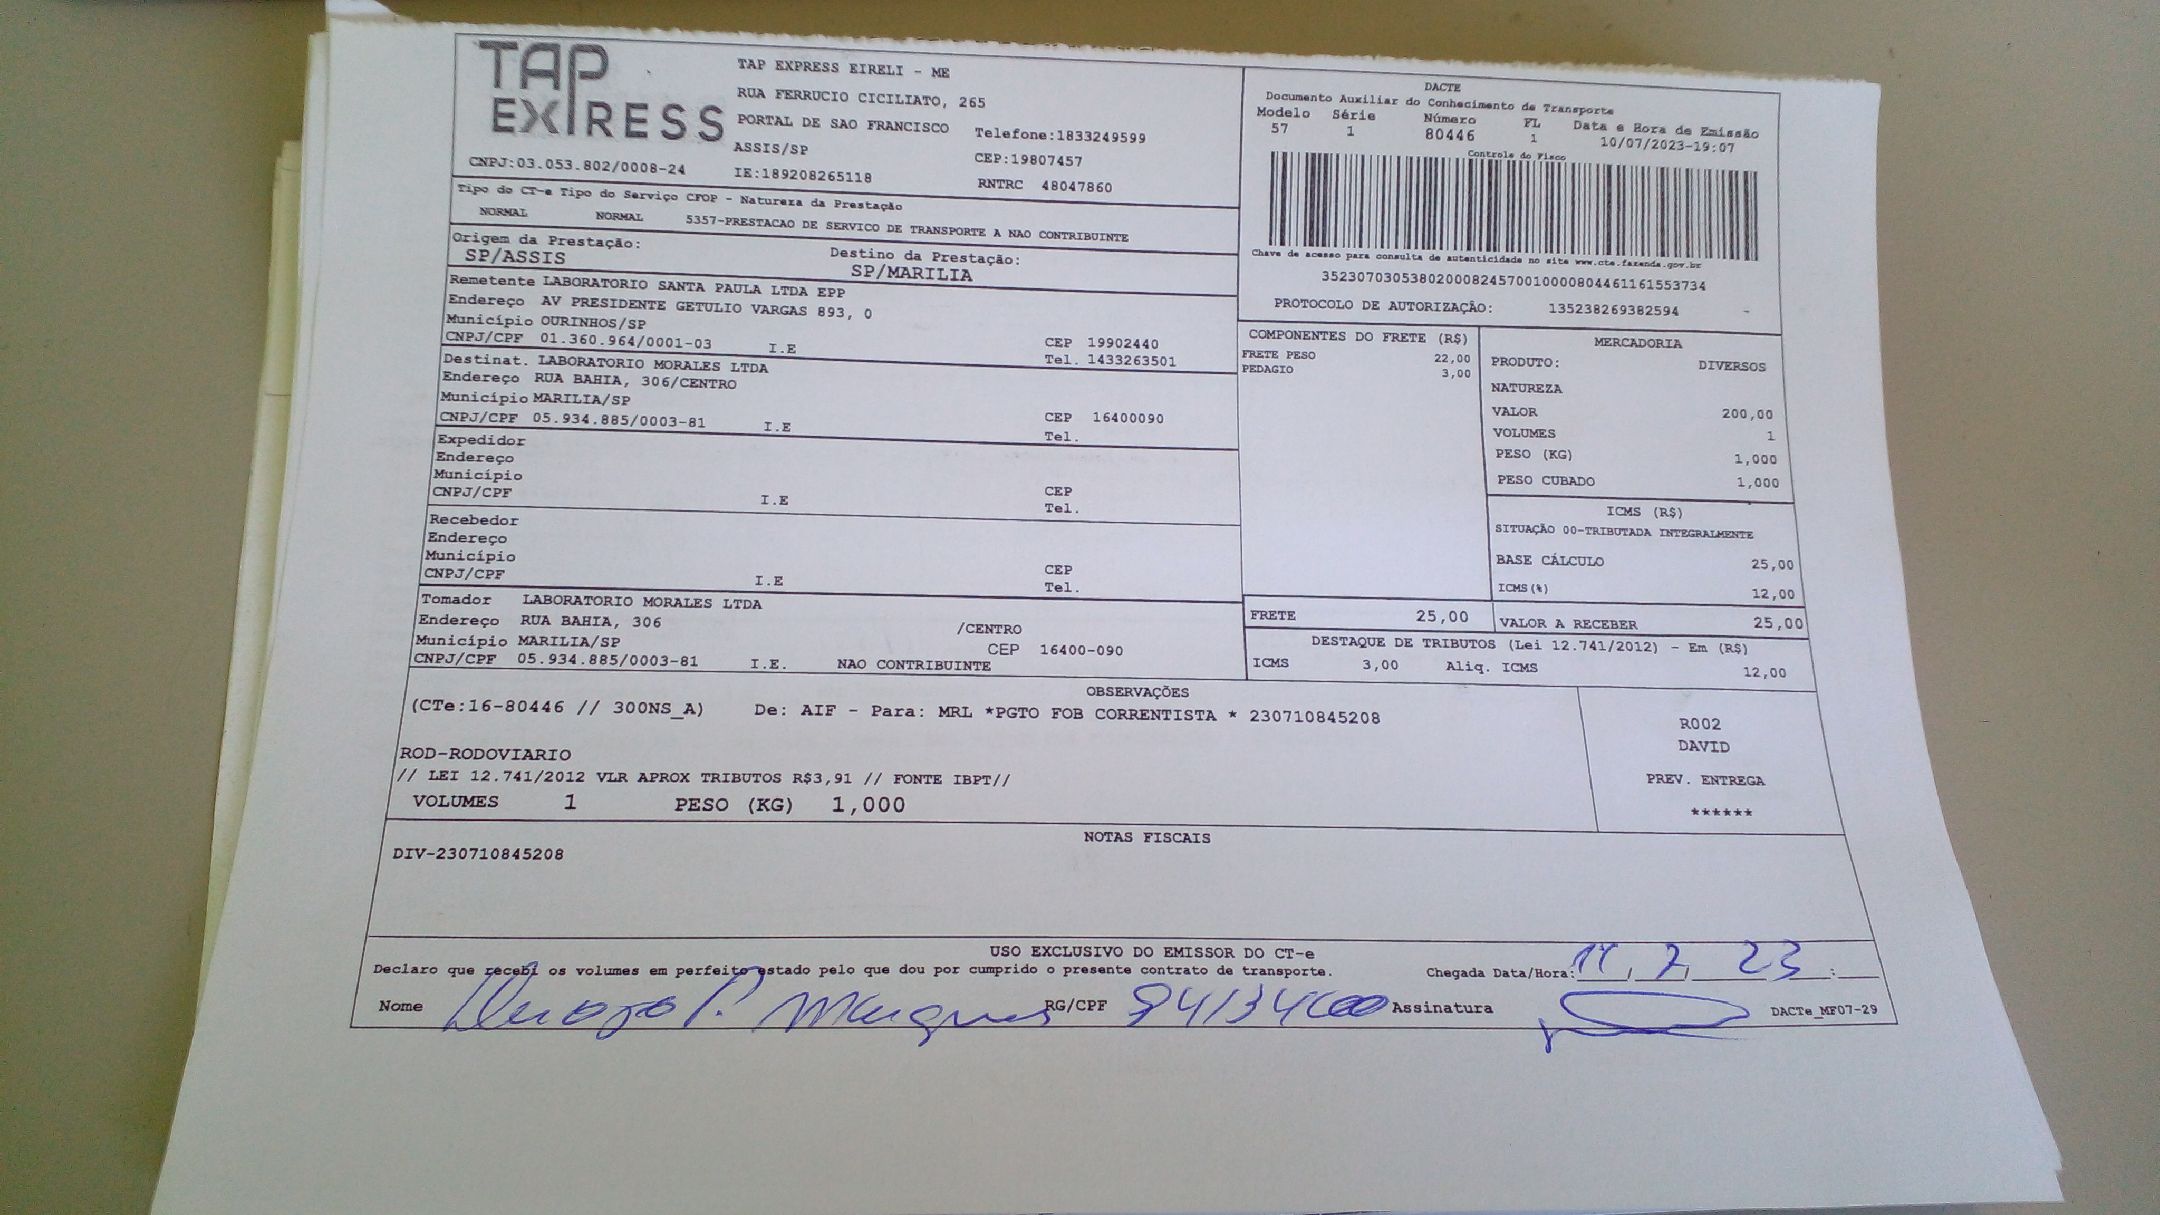 TAP
EXPRESS
TAP EXPRESS EIRELI - ME
RUA FERRUCIO CICILIATO, 265
PORTAL DE SAO FRANCISCO Telefone:1833249599
ASSIS/SP CEP:19807457
CNPJ:03.053.802/0008-24 IE:189208265118 RNTRC 48047860
Tipo do CT-e Tipo do Serviço CFOP - Natureza da Prestação
NORMAL NORMAL 5357-PRESTACAO DE SERVICO DE TRANSPORTE A NAO CONTRIBUINTE
Origem da Prestação: Destino da Prestação:
SP/ASSIS SP/MARILIA
Remetente LABORATORIO SANTA PAULA LTDA EPP
Endereço AV PRESIDENTE GETULIO VARGAS 893, 0
Município OURINHOS/SP CEP 19902440
CNPJ/CPF 01.360.964/0001-03 I.E Tel. 1433263501
Destinat. LABORATORIO MORALES LTDA
Endereço RUA BAHIA, 306/CENTRO
Município MARILIA/SP CEP 16400090
CNPJ/CPF 05.934.885/0003-81 I.E Tel.
Expedidor
Endereço
Município CEP
CNPJ/CPF I.E Tel.
Recebedor
Endereço
Município CEP
CNPJ/CPF I.E Tel.
Tomador LABORATORIO MORALES LTDA
Endereço RUA BAHIA, 306 /CENTRO
Município MARILIA/SP CEP 16400-090
CNPJ/CPF 05.934.885/0003-81 I.E. NAO CONTRIBUINTE
DACTE
Documento Auxiliar do Conhecimento de Transporte
Modelo Série Número FL Data e Hora de Emissão
57 1 80446 1 10/07/2023-19:07
Controle do Fisco
Chave de acesso para consulta de autenticidade no site www.cte.fazenda.gov.br
35230703053802000824570010000804461161553734
PROTOCOLO DE AUTORIZAÇÃO: 135238269382594 -
COMPONENTES DO FRETE (R$)
FRETE PESO 22,00
PEDAGIO 3,00
MERCADORIA
PRODUTO: DIVERSOS
NATUREZA
VALOR 200,00
VOLUMES 1
PESO (KG) 1,000
PESO CUBADO 1,000
ICMS (R$)
SITUAÇÃO 00-TRIBUTADA INTEGRALMENTE
BASE CÁLCULO 25,00
ICMS(%) 12,00
FRETE 25,00 VALOR A RECEBER 25,00
DESTAQUE DE TRIBUTOS (Lei 12.741/2012) - Em (R$)
ICMS 3,00 Aliq. ICMS 12,00
OBSERVAÇÕES
(CTe:16-80446 // 300NS_A) De: AIF - Para: MRL *PGTO FOB CORRENTISTA * 230710845208
ROD-RODOVIARIO
// LEI 12.741/2012 VLR APROX TRIBUTOS R$3,91 // FONTE IBPT//
VOLUMES 1 PESO (KG) 1,000
R002
DAVID
PREV. ENTREGA
******
NOTAS FISCAIS
DIV-230710845208
USO EXCLUSIVO DO EMISSOR DO CT-e
Declaro que recebi os volumes em perfeito estado pelo que dou por cumprido o presente contrato de transporte. Chegada Data/Hora: 11 / 7 / 23 :
Nome RG/CPF Assinatura DACTe_MF07-29